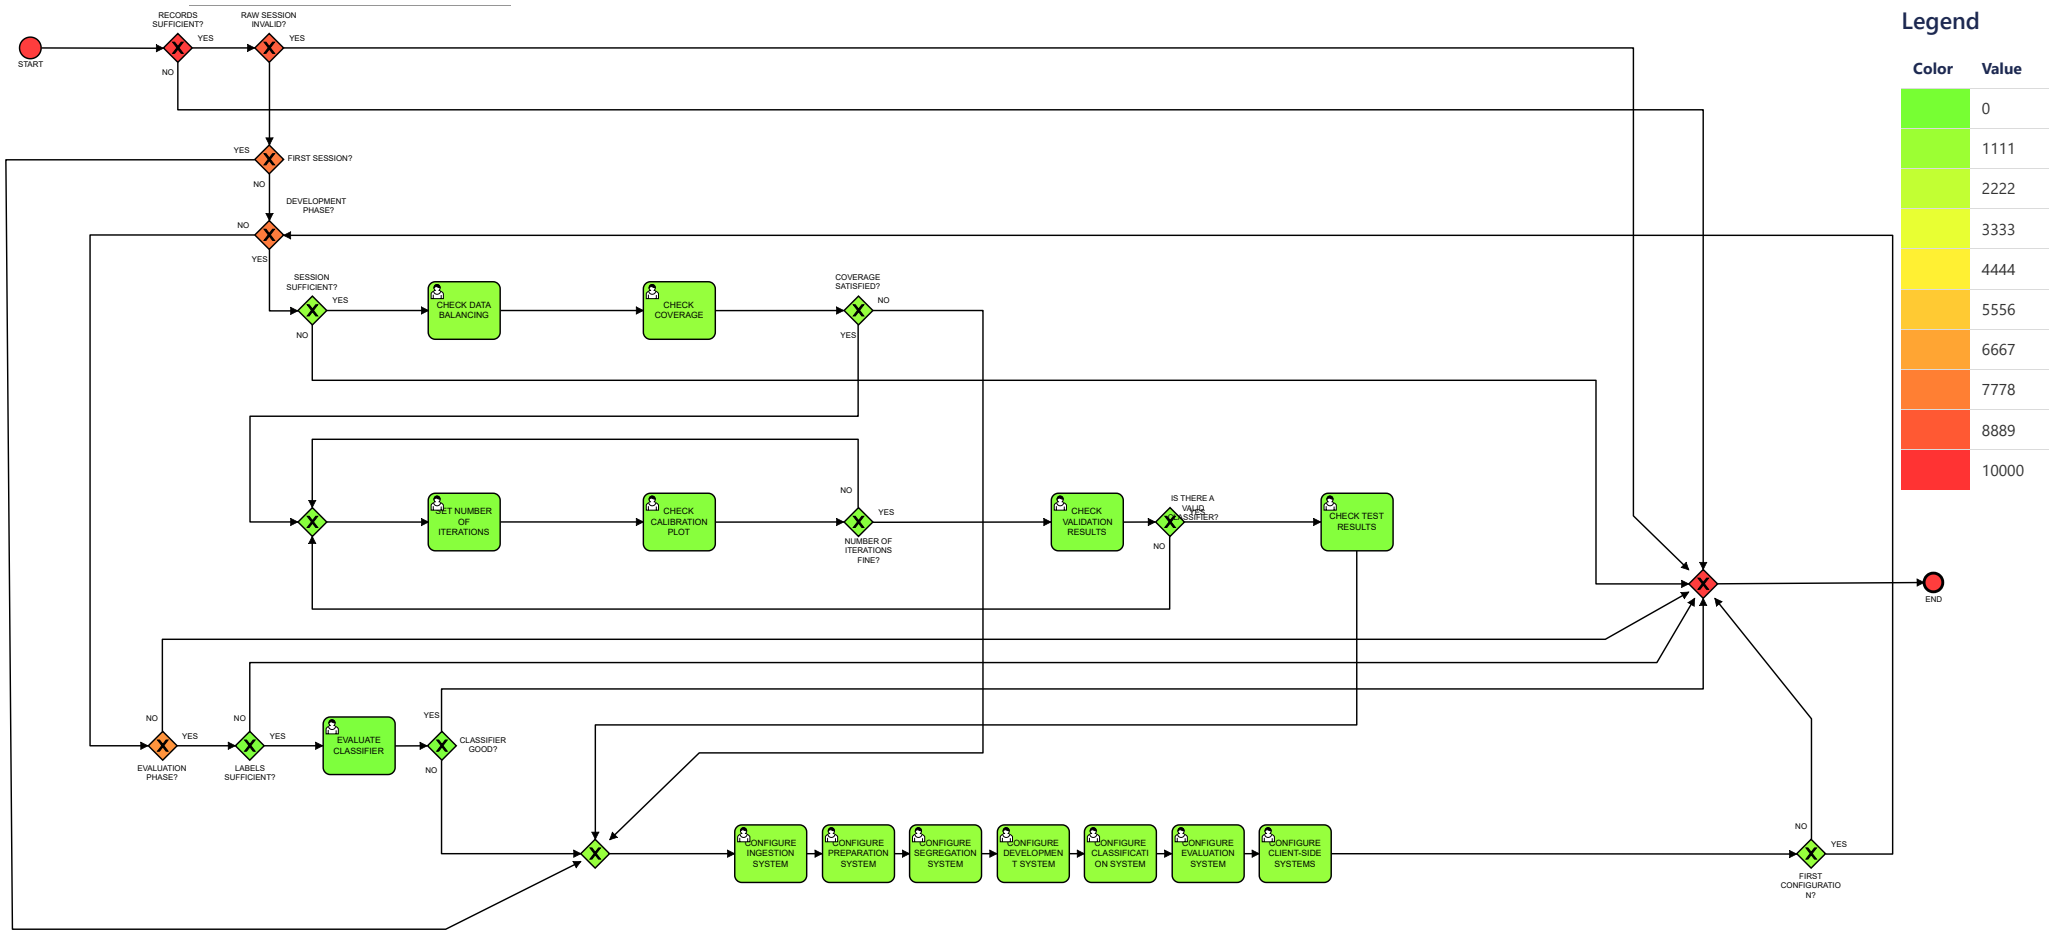 RECORDS
SUFFICIENT?
YES
NO
RAW SESSION
INVALID?
YES
START
YES
FIRST SESSION?
NO
DEVELOPMENT
PHASE?
NO
YES
SESSION
SUFFICIENT?
YES
NO
CHECK DATA
BALANCING
CHECK
COVERAGE
COVERAGE
SATISFIED?
NO
YES
SET NUMBER
OF
ITERATIONS
CHECK
CALIBRATION
PLOT
NO
YES
NUMBER OF
ITERATIONS
FINE?
CHECK
VALIDATION
RESULTS
IS THERE A
VALID
CLASSIFIER?
YES
NO
CHECK TEST
RESULTS
END
NO
YES
EVALUATION
PHASE?
NO
YES
LABELS
SUFFICIENT?
EVALUATE
CLASSIFIER
YES
CLASSIFIER
GOOD?
NO
CONFIGURE
INGESTION
SYSTEM
CONFIGURE
PREPARATION
SYSTEM
CONFIGURE
SEGREGATION
SYSTEM
CONFIGURE
DEVELOPMEN
T SYSTEM
CONFIGURE
CLASSIFICATI
ON SYSTEM
CONFIGURE
EVALUATION
SYSTEM
CONFIGURE
CLIENT-SIDE
SYSTEMS
NO
YES
FIRST
CONFIGURATIO
N?
Legend
Color Value
0
1111
2222
3333
4444
5556
6667
7778
8889
10000